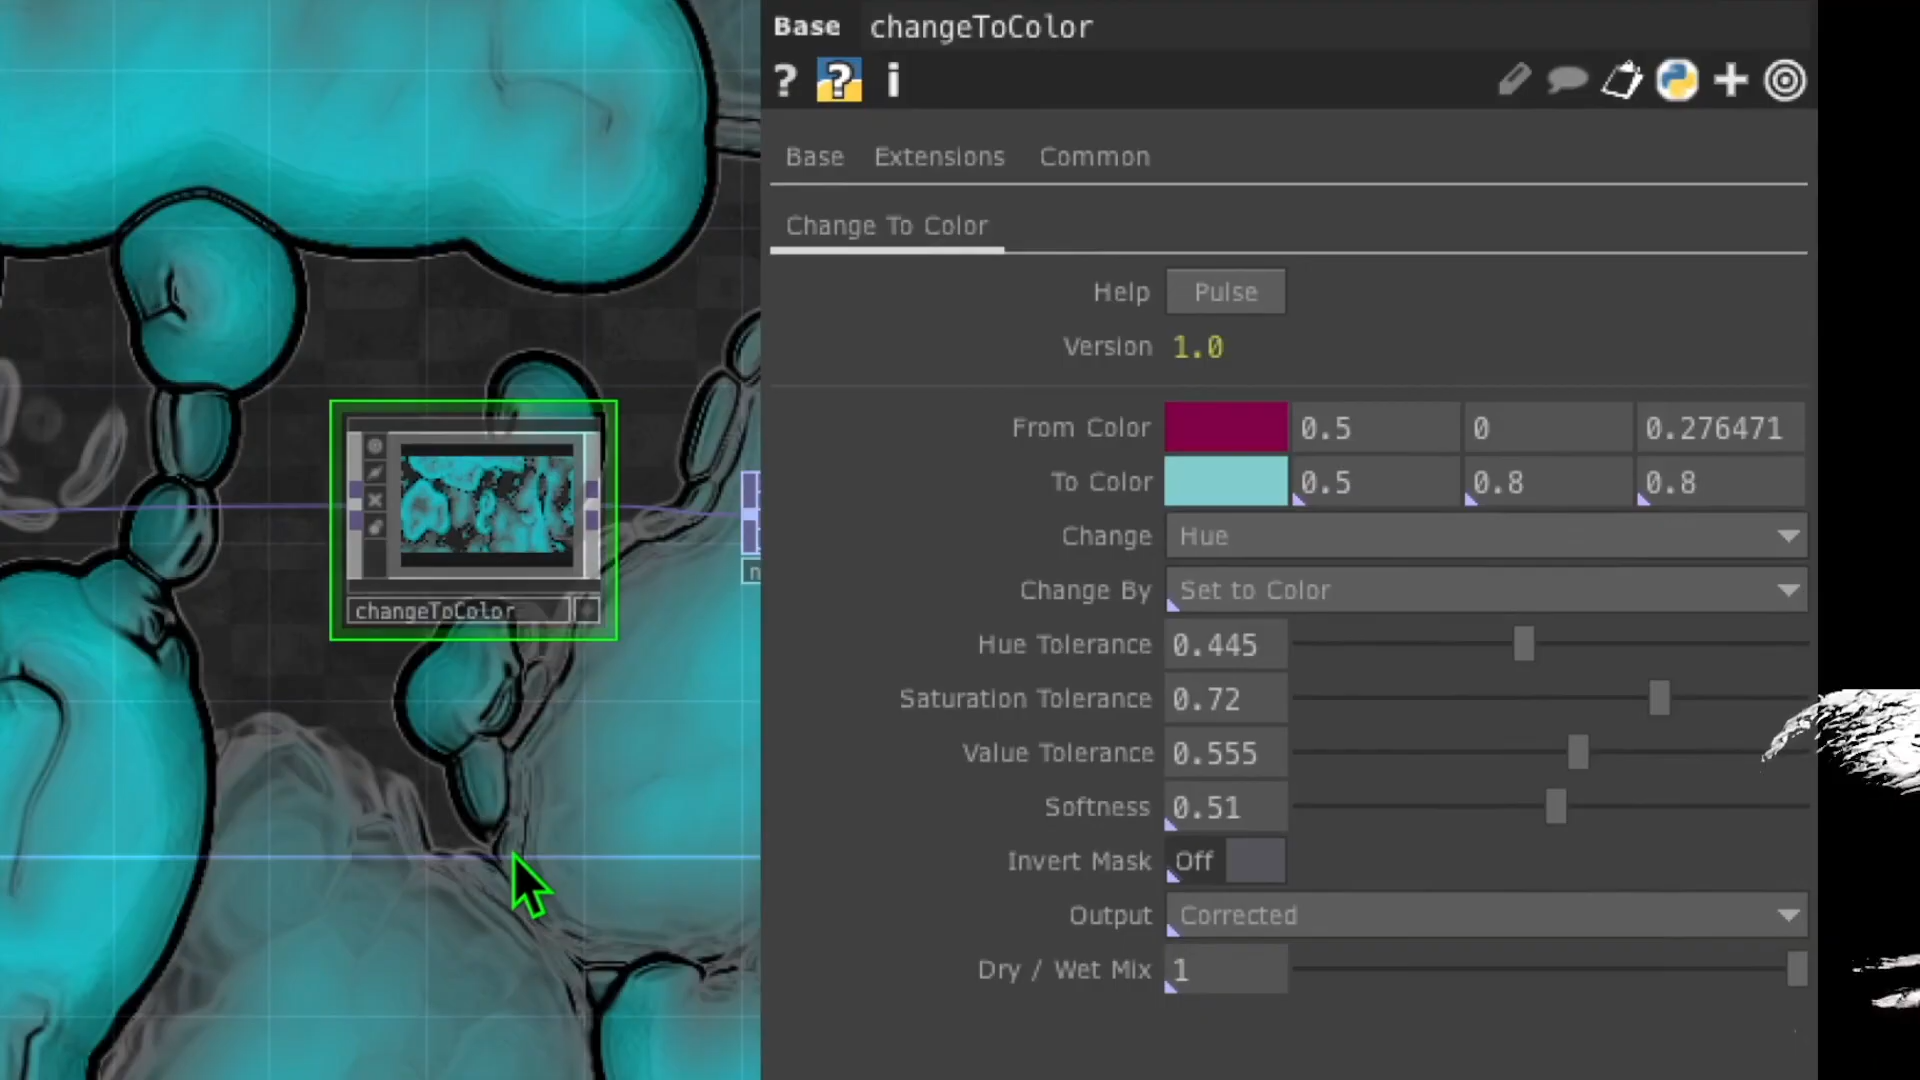 Base changeToColor
? ? i
Base Extensions Common
Change To Color
Help Pulse
Version 1.0
From Color 0.5 0 0.276471
To Color 0.5 0.8 0.8
Change Hue
Change By Set to Color
Hue Tolerance 0.445
Saturation Tolerance 0.72
Value Tolerance 0.555
Softness 0.51
Invert Mask Off
Output Corrected
Dry / Wet Mix 1
changeToColor
n